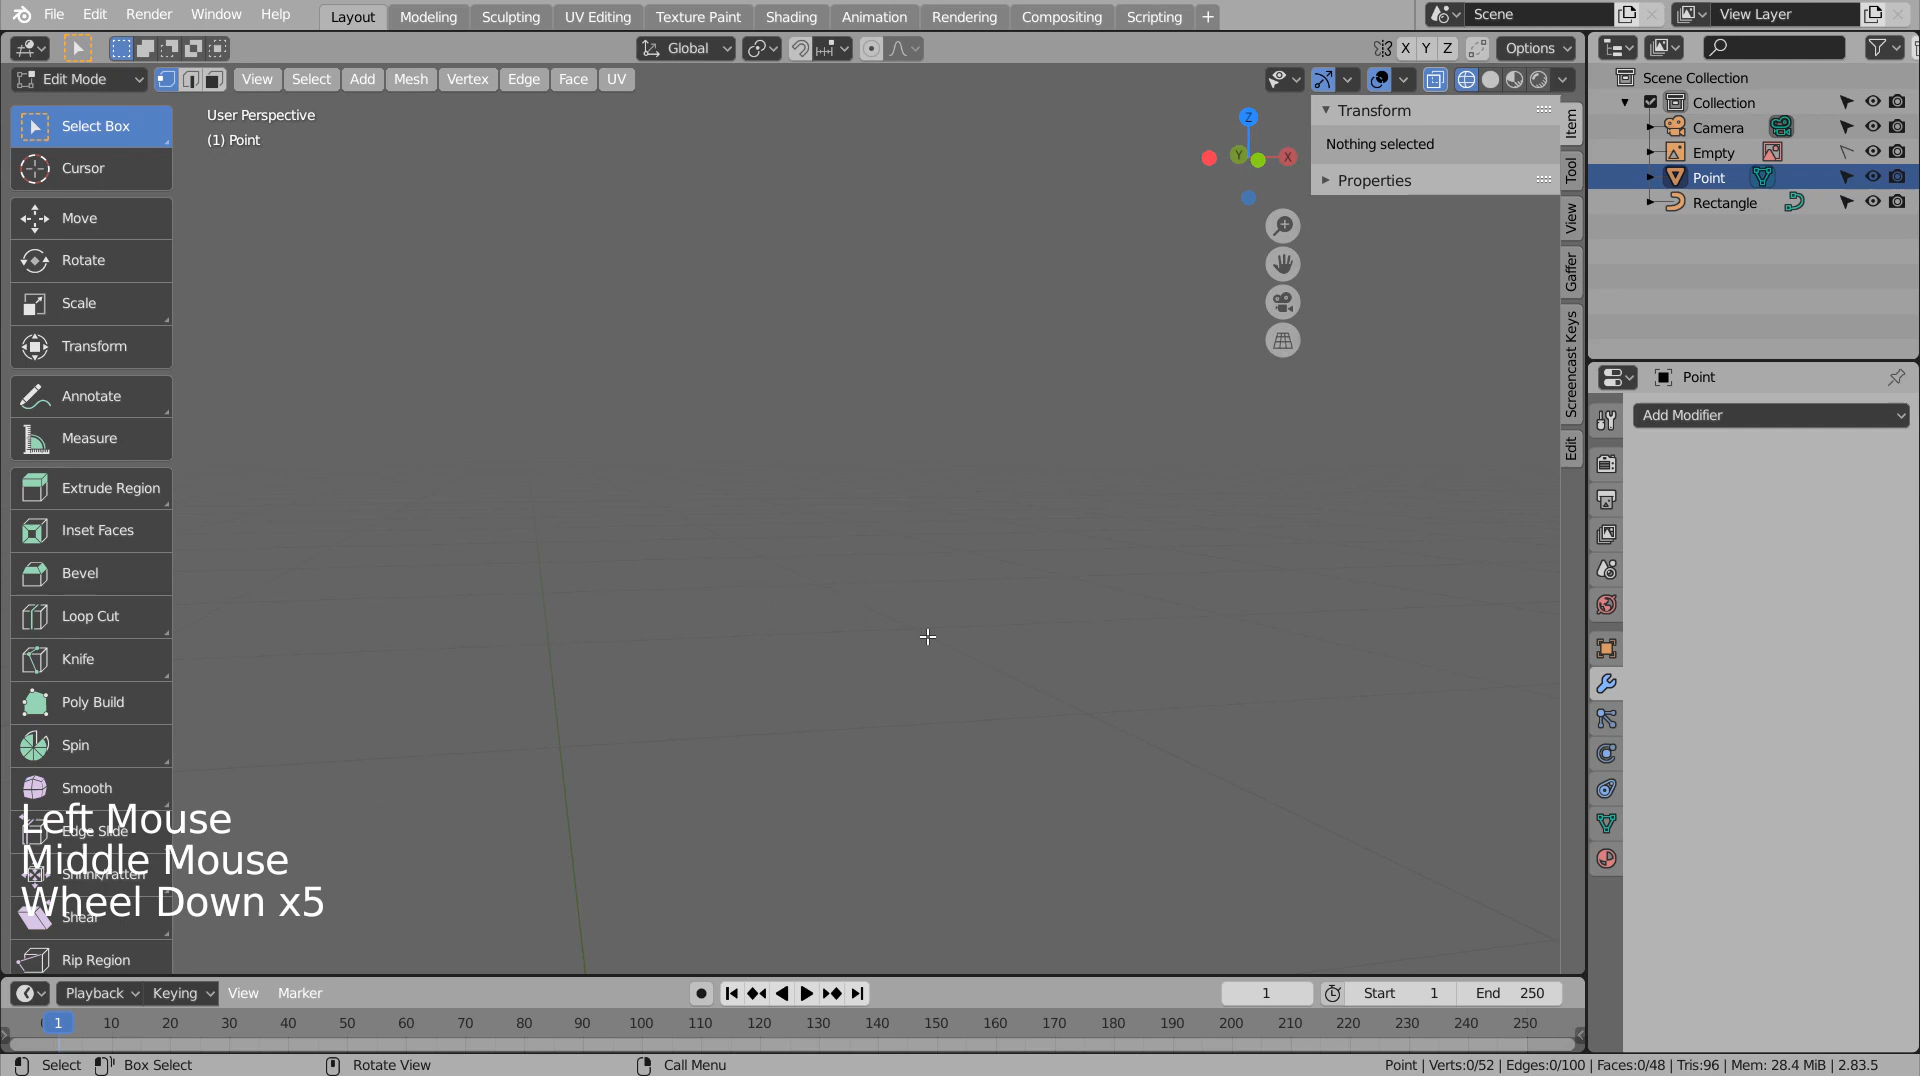 File Edit Render Window Help Layout Modeling Sculpting UV Editing Texture Paint Shading Animation Rendering Compositing Scripting + Scene View Layer
Global X Y Z Options
Edit Mode View Select Add Mesh Vertex Edge Face UV
User Perspective
(1) Point
Select Box
Cursor
Move
Rotate
Scale
Transform
Annotate
Measure
Extrude Region
Inset Faces
Bevel
Loop Cut
Knife
Poly Build
Spin
Smooth
Edge Slide
Shrink/Fatten
Shear
Rip Region
Left Mouse
Middle Mouse
Wheel Down x5
Z
Y
X
Transform
Nothing selected
Properties
Item
Tool
View
Gaffer
Screencast Keys
Edit
Scene Collection
Collection
Camera
Empty
Point
Rectangle
Point
Add Modifier
Playback Keying View Marker 1 Start 1 End 250
1 10 20 30 40 50 60 70 80 90 100 110 120 130 140 150 160 170 180 190 200 210 220 230 240 250
Select Box Select Rotate View Call Menu Point | Verts:0/52 | Edges:0/100 | Faces:0/48 | Tris:96 | Mem: 28.4 MiB | 2.83.5